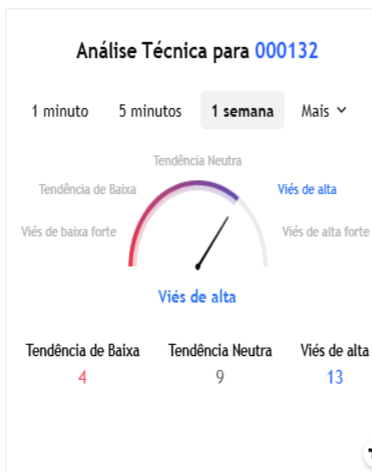 Análise Técnica para 000132
1 minuto 5 minutos 1 semana Mais
Tendência Neutra
Tendência de Baixa Viés de alta
Viés de baixa forte Viés de alta forte
Viés de alta
Tendência de Baixa Tendência Neutra Viés de alta
4 9 13